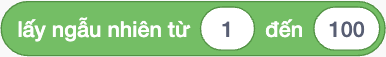 lấy ngẫu nhiên từ 1 đến 100